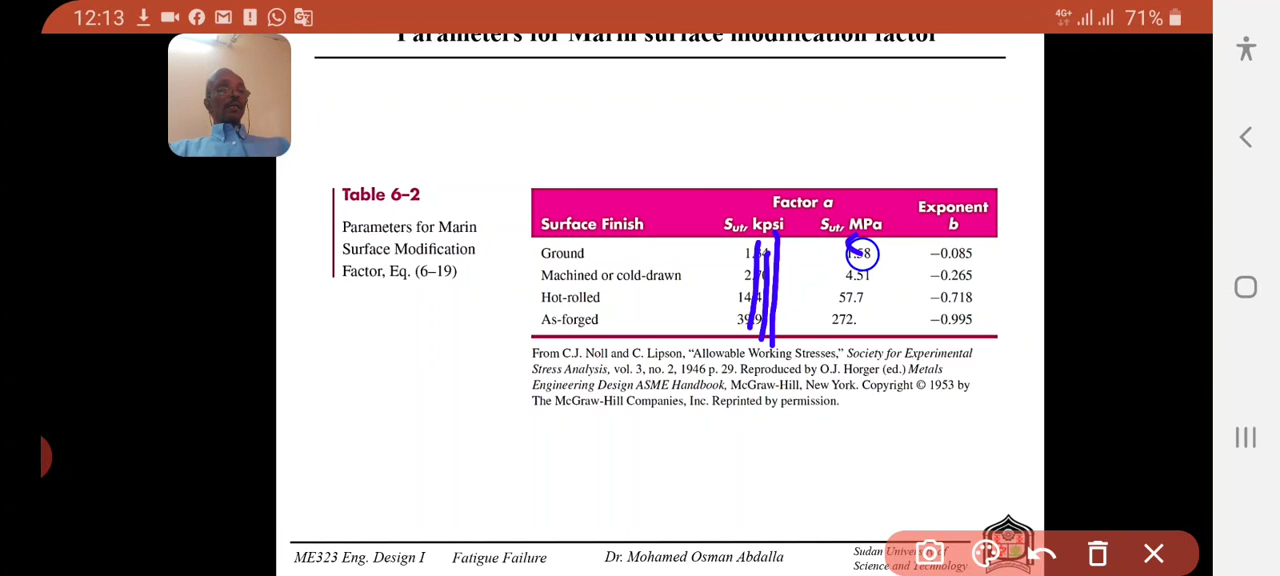 12:13
4G+ 71%
Parameters for Marin surface modification factor
Table 6–2
Parameters for Marin
Surface Modification
Factor, Eq. (6–19)
Factor a Exponent
Surface Finish Sut, kpsi Sut, MPa b
Ground 1.58 −0.085
Machined or cold-drawn 4.51 −0.265
Hot-rolled 57.7 −0.718
As-forged 272. −0.995
From C.J. Noll and C. Lipson, “Allowable Working Stresses,” Society for Experimental
Stress Analysis, vol. 3, no. 2, 1946 p. 29. Reproduced by O.J. Horger (ed.) Metals
Engineering Design ASME Handbook, McGraw-Hill, New York. Copyright © 1953 by
The McGraw-Hill Companies, Inc. Reprinted by permission.
ME323 Eng. Design I Fatigue Failure Dr. Mohamed Osman Abdalla Sudan University of
Science and Technology